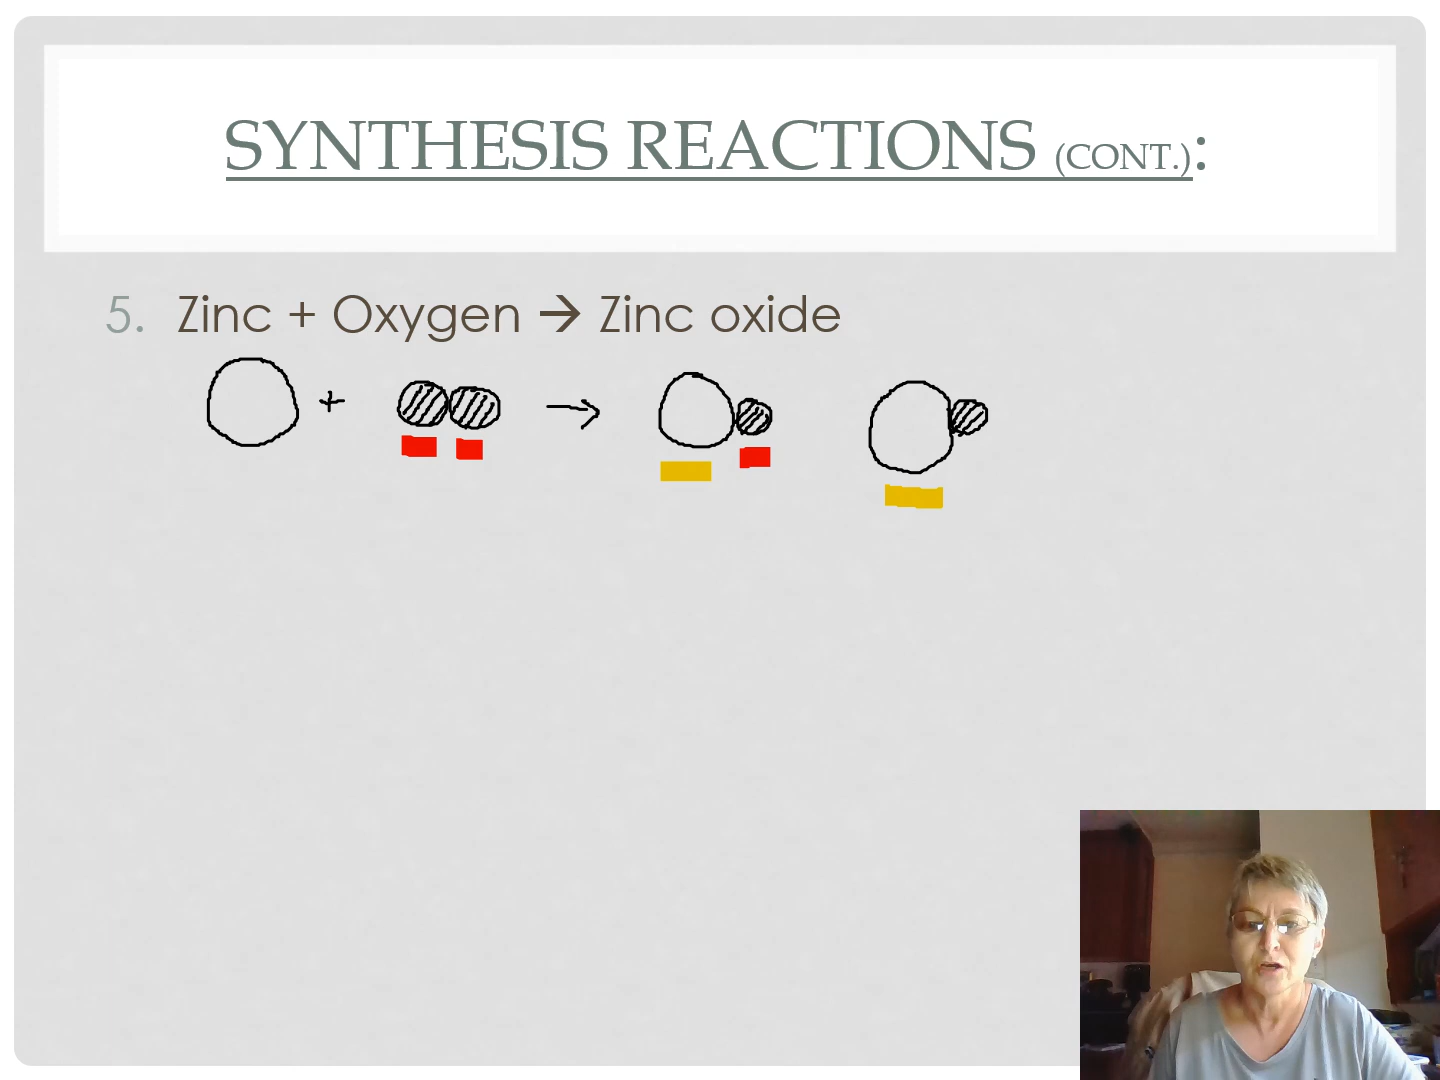 SYNTHESIS REACTIONS (CONT.):
5. Zinc + Oxygen → Zinc oxide
+ →